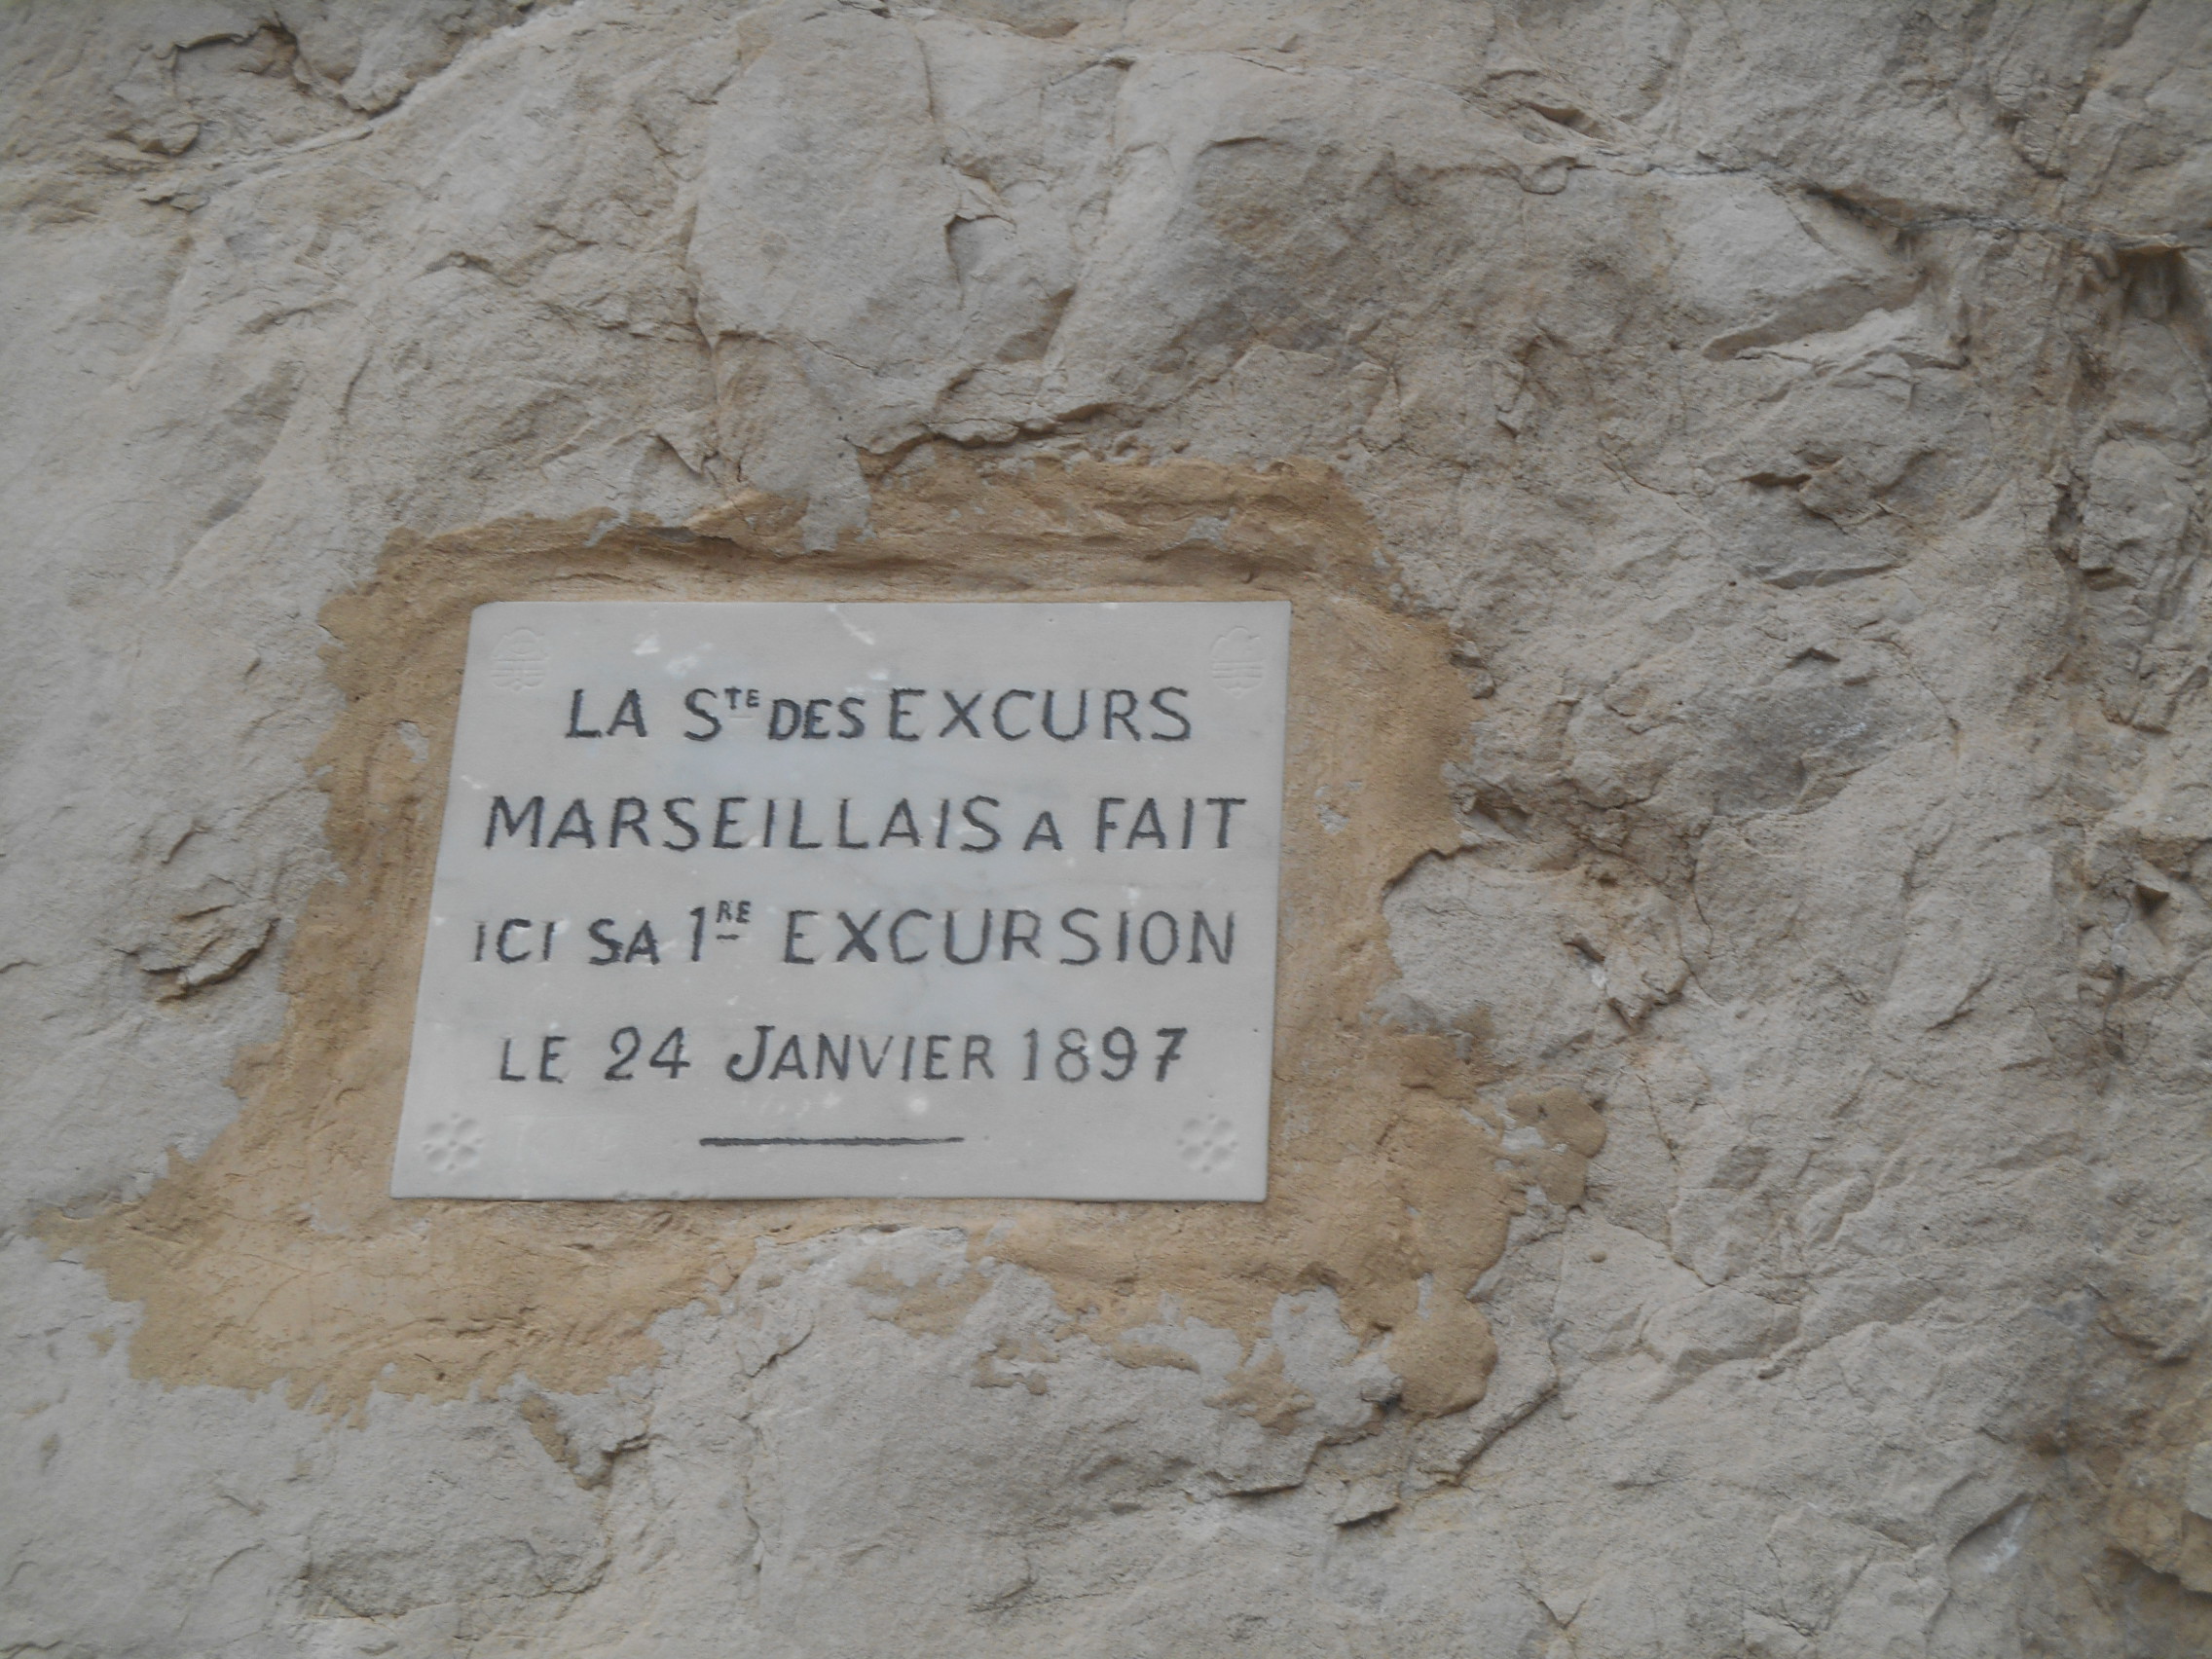 LA STE DES EXCURS
MARSEILLAIS A FAIT
ICI SA 1RE EXCURSION
LE 24 JANVIER 1897